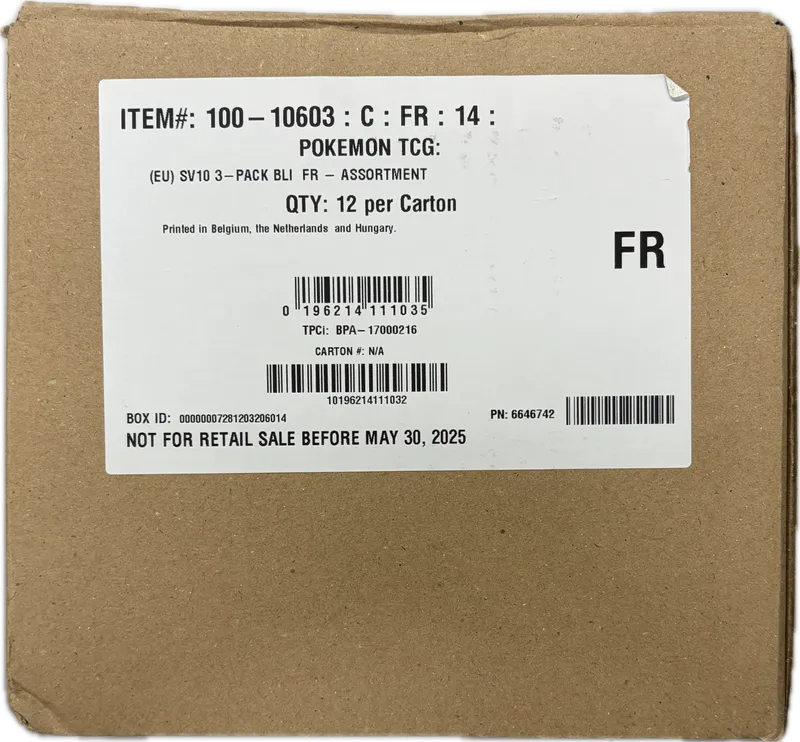 ITEM#: 100-10603 : C : FR : 14 :
POKEMON TCG:
(EU) SV10 3-PACK BLI FR - ASSORTMENT
QTY: 12 per Carton
Printed in Belgium, the Netherlands and Hungary.
FR
0 196214 111035
TPCi: BPA-17000216
CARTON #: N/A
10196214111032
BOX ID: 00000007281203206014
PN: 6646742
NOT FOR RETAIL SALE BEFORE MAY 30, 2025